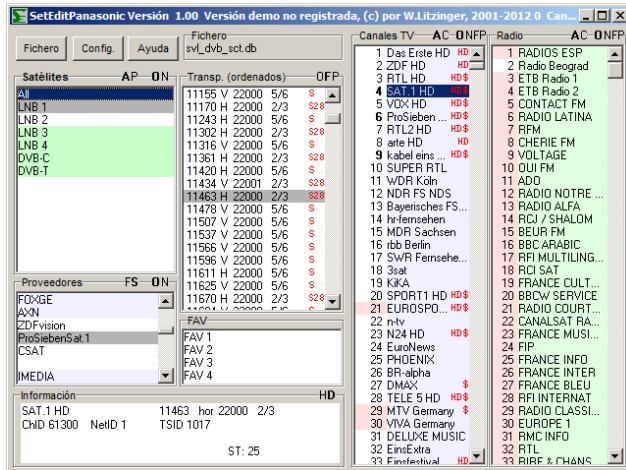 SetEditPanasonic Versión 1.00 Versión demo no registrada, (c) por W.Litzinger, 2001-2012 0 Can...
Fichero Config. Ayuda
Fichero
svl_dvb_sct.db
Satélites AP ON
All
LNB 1
LNB 2
LNB 3
LNB 4
DVB-C
DVB-T
Transp. (ordenados) OFP
11155 V 22000 5/6 S
11170 H 22000 2/3 S28
11243 H 22000 5/6 S
11302 H 22000 2/3 S28
11316 V 22000 5/6 S
11361 H 22000 2/3 S28
11420 H 22000 5/6 S
11434 V 22001 2/3 S28
11463 H 22000 2/3 S28
11478 V 22000 5/6 S
11507 V 22000 5/6 S
11537 V 22000 5/6 S
11566 V 22000 5/6 S
11596 V 22000 5/6 S
11611 H 22000 5/6 S
11625 V 22000 5/6 S
11670 H 22000 2/3 S28
Proveedores FS ON
FOXGE
AXN
ZDFvision
ProSiebenSat.1
CSAT
IMEDIA
FAV
FAV 1
FAV 2
FAV 3
FAV 4
Información HD
SAT.1 HD 11463 hor 22000 2/3
ChID 61300 NetID 1 TSID 1017
ST: 25
Canales TV AC ONFP
1 Das Erste HD HD
2 ZDF HD HD
3 RTL HD HD$
4 SAT.1 HD HD$
5 VOX HD HD$
6 ProSieben ... HD$
7 RTL2 HD HD$
8 arte HD HD
9 kabel eins ... HD$
10 SUPER RTL
11 WDR Köln
12 NDR FS NDS
13 Bayerisches FS...
14 hr-fernsehen
15 MDR Sachsen
16 rbb Berlin
17 SWR Fernsehe...
18 3sat
19 KiKA
20 SPORT1 HD HD$
21 EUROSPO... HD$
22 n-tv
23 N24 HD HD$
24 EuroNews
25 PHOENIX
26 BR-alpha
27 DMAX $
28 TELE 5 HD HD$
29 MTV Germany $
30 VIVA Germany
31 DELUXE MUSIC
32 EinsExtra
33 Einsfestival HD
Radio AC ONFP
1 RADIOS ESP
2 Radio Beograd
3 ETB Radio 1
4 ETB Radio 2
5 CONTACT FM
6 RADIO LATINA
7 RFM
8 CHERIE FM
9 VOLTAGE
10 OUI FM
11 ADO
12 RADIO NOTRE ...
13 RADIO ALFA
14 RCJ / SHALOM
15 BEUR FM
16 BBC ARABIC
17 RFI MULTILING...
18 RCI SAT
19 FRANCE CULT...
20 BBCW SERVICE
21 RADIO COURT...
22 CANALSAT RA...
23 FRANCE MUSI...
24 FIP
25 FRANCE INFO
26 FRANCE INTER
27 FRANCE BLEU
28 RFI INTERNAT
29 RADIO CLASSI...
30 EUROPE 1
31 RMC INFO
32 RTL
33 RIRE & CHANS